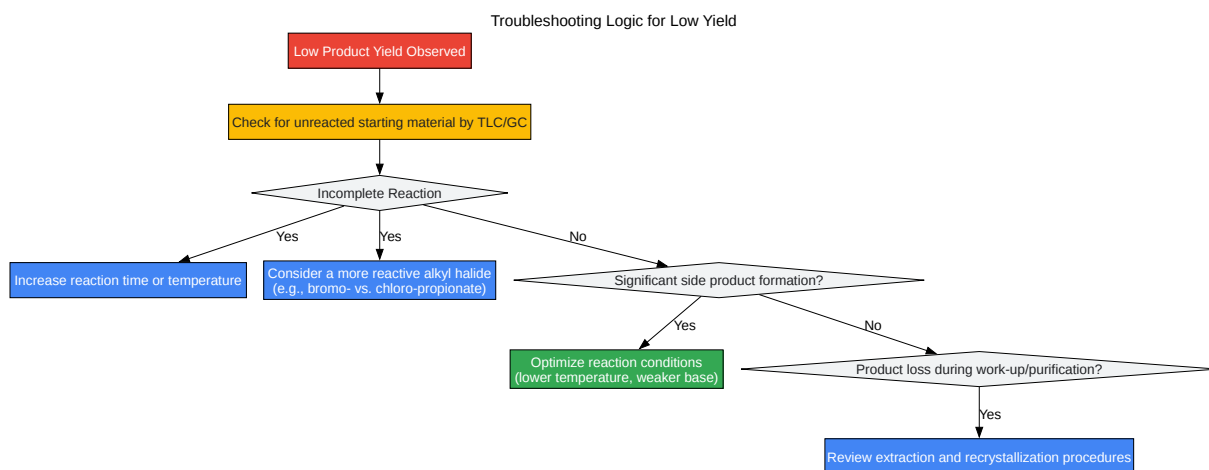 Troubleshooting Logic for Low Yield
Low Product Yield Observed
Check for unreacted starting material by TLC/GC
Incomplete Reaction
Yes
Yes
No
Increase reaction time or temperature
Consider a more reactive alkyl halide
(e.g., bromo- vs. chloro-propionate)
Significant side product formation?
Yes
No
Optimize reaction conditions
(lower temperature, weaker base)
Product loss during work-up/purification?
Yes
Review extraction and recrystallization procedures